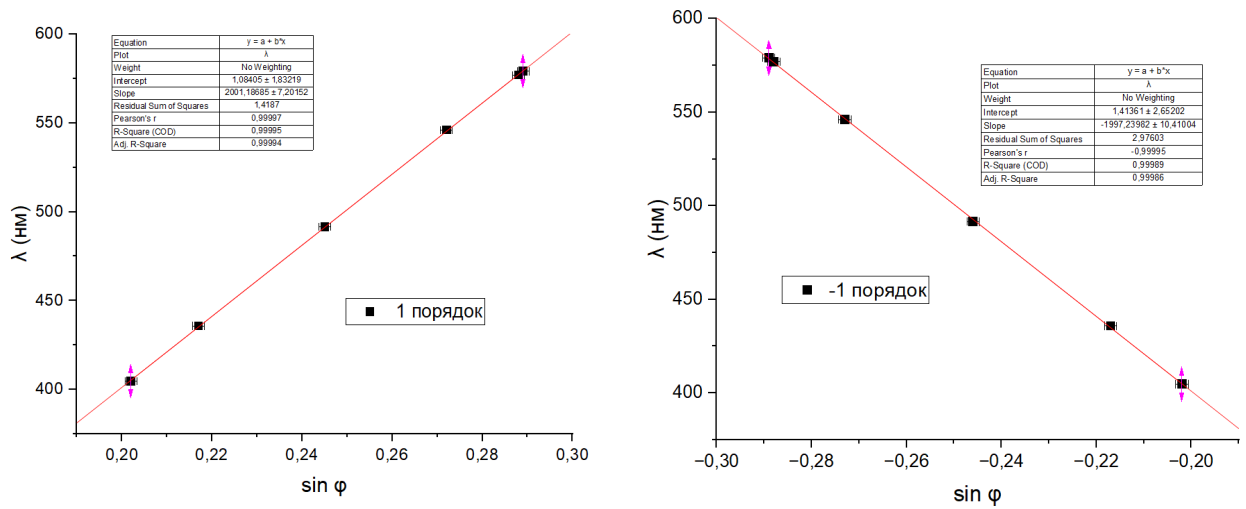 600
550
500
450
400
λ (нм)
Equation y = a + b*x
Plot λ
Weight No Weighting
Intercept 1,08405 ± 1,83219
Slope 2001,18685 ± 7,20152
Residual Sum of Squares 1,4187
Pearson's r 0,99997
R-Square (COD) 0,99995
Adj. R-Square 0,99994
1 порядок
0,20 0,22 0,24 0,26 0,28 0,30
sin φ
600
550
500
450
400
λ (нм)
Equation y = a + b*x
Plot λ
Weight No Weighting
Intercept 1,41361 ± 2,65202
Slope -1997,23982 ± 10,41004
Residual Sum of Squares 2,97603
Pearson's r -0,99995
R-Square (COD) 0,99989
Adj. R-Square 0,99986
-1 порядок
−0,30 −0,28 −0,26 −0,24 −0,22 −0,20
sin φ